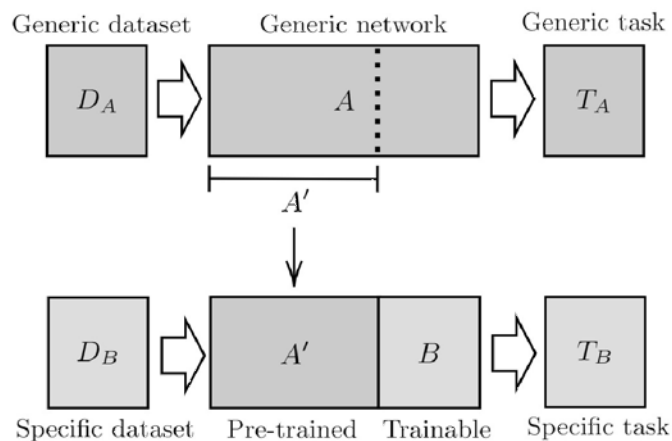 Generic dataset Generic network Generic task
D_A A T_A
A′
D_B A′ B T_B
Specific dataset Pre-trained Trainable Specific task